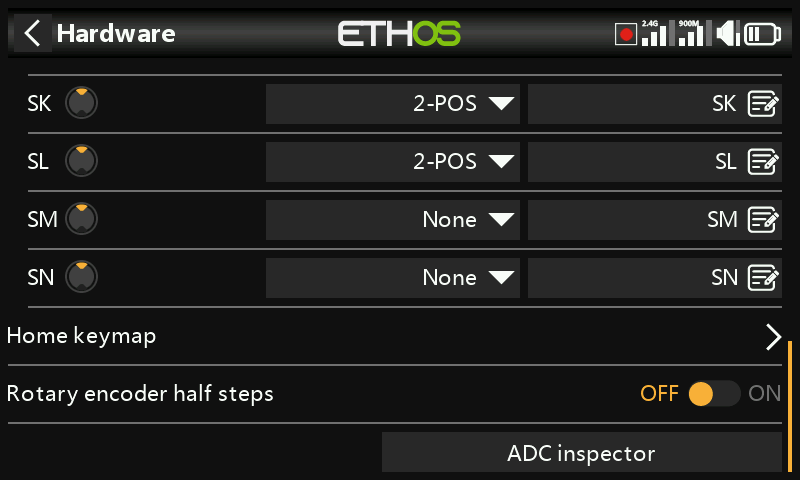 Hardware
ETHOS
2.4G 900M
SK 2-POS SK
SL 2-POS SL
SM None SM
SN None SN
Home keymap
Rotary encoder half steps OFF ON
ADC inspector